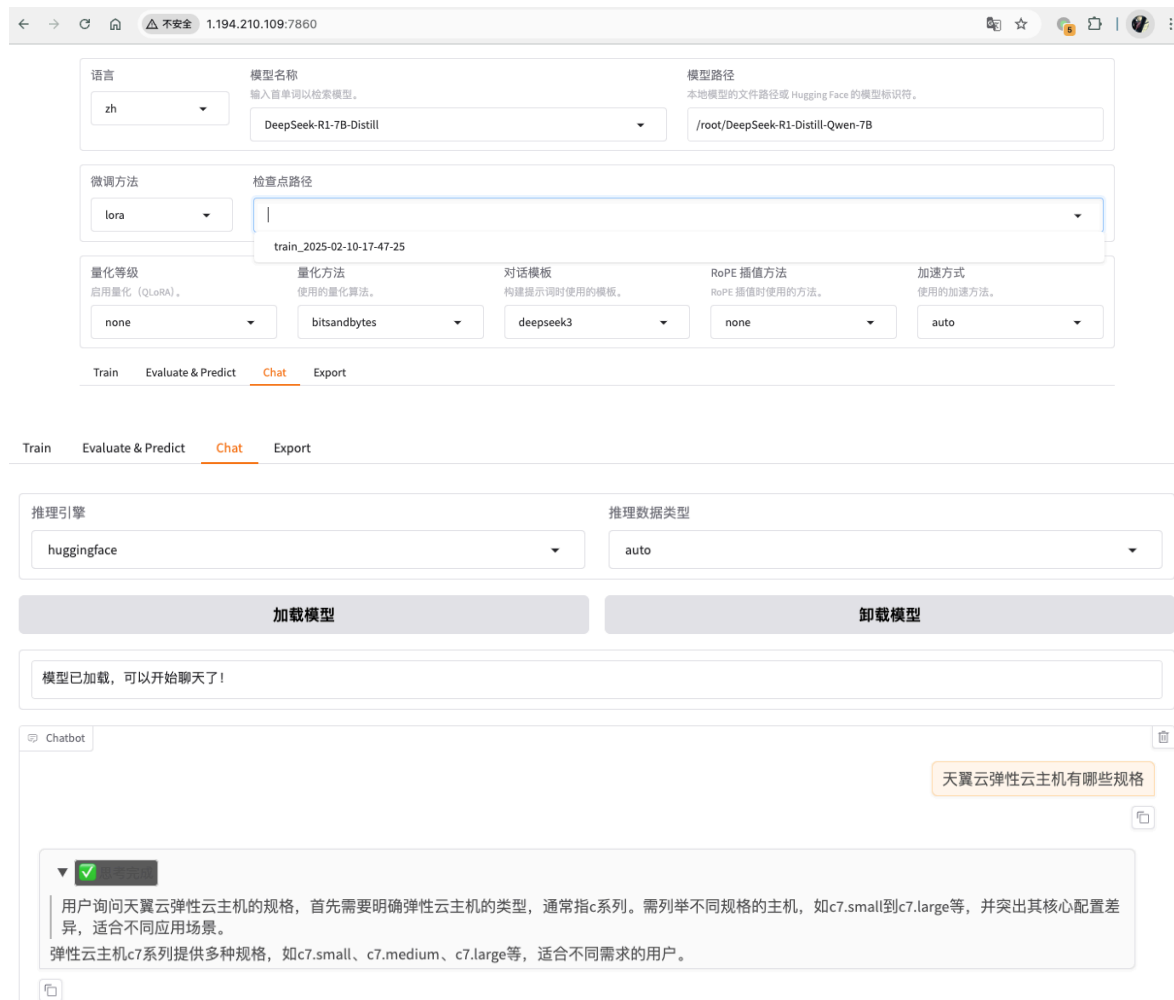 不安全 1.194.210.109:7860
5
语言 模型名称 模型路径
输入首单词以检索模型。 本地模型的文件路径或 Hugging Face 的模型标识符。
zh DeepSeek-R1-7B-Distill /root/DeepSeek-R1-Distill-Qwen-7B
微调方法 检查点路径
lora
train_2025-02-10-17-47-25
量化等级 量化方法 对话模板 RoPE 插值方法 加速方式
启用量化（QLoRA）。 使用的量化算法。 构建提示词时使用的模板。 RoPE 插值时使用的方法。 使用的加速方法。
none bitsandbytes deepseek3 none auto
Train Evaluate & Predict Chat Export
Train Evaluate & Predict Chat Export
推理引擎 推理数据类型
huggingface auto
加载模型 卸载模型
模型已加载，可以开始聊天了！
Chatbot
天翼云弹性云主机有哪些规格
思考完成
用户询问天翼云弹性云主机的规格，首先需要明确弹性云主机的类型，通常指c系列。需列举不同规格的主机，如c7.small到c7.large等，并突出其核心配置差
异，适合不同应用场景。
弹性云主机c7系列提供多种规格，如c7.small、c7.medium、c7.large等，适合不同需求的用户。